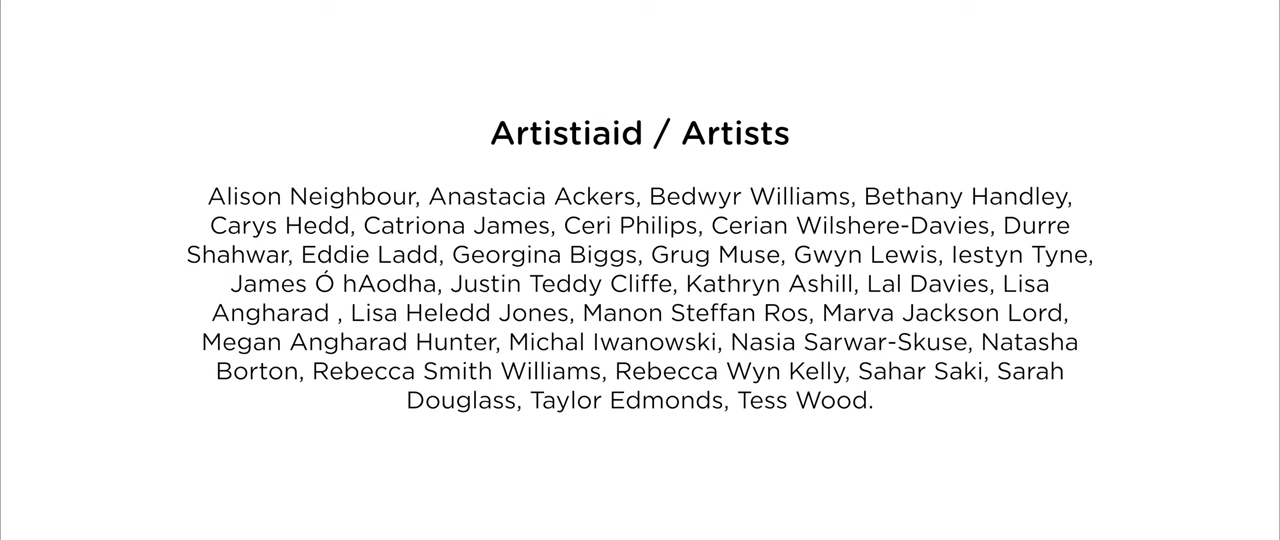 Artistiaid / Artists
Alison Neighbour, Anastacia Ackers, Bedwyr Williams, Bethany Handley,
Carys Hedd, Catriona James, Ceri Philips, Cerian Wilshere-Davies, Durre
Shahwar, Eddie Ladd, Georgina Biggs, Grug Muse, Gwyn Lewis, Iestyn Tyne,
James Ó hAodha, Justin Teddy Cliffe, Kathryn Ashill, Lal Davies, Lisa
Angharad , Lisa Heledd Jones, Manon Steffan Ros, Marva Jackson Lord,
Megan Angharad Hunter, Michal Iwanowski, Nasia Sarwar-Skuse, Natasha
Borton, Rebecca Smith Williams, Rebecca Wyn Kelly, Sahar Saki, Sarah
Douglass, Taylor Edmonds, Tess Wood.